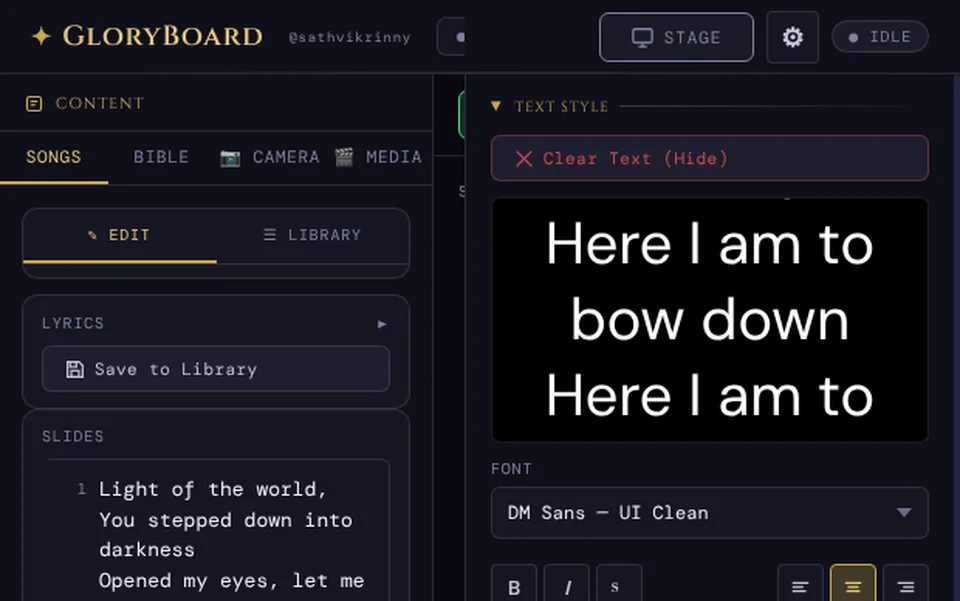 GLORYBOARD
@sathvikrinny
STAGE
IDLE
CONTENT
SONGS
BIBLE
CAMERA
MEDIA
EDIT
LIBRARY
LYRICS
Save to Library
SLIDES
1 Light of the world,
You stepped down into
darkness
Opened my eyes, let me
TEXT STYLE
Clear Text (Hide)
Here I am to
bow down
Here I am to
FONT
DM Sans — UI Clean
B
I
S